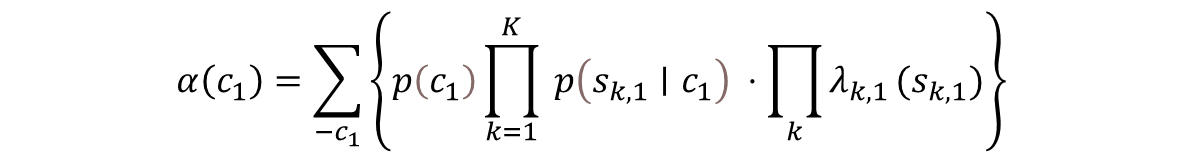 α(c₁) = ∑_{−c₁} { p(c₁) ∏_{k=1}^{K} p(s_{k,1} ∣ c₁) · ∏_{k} λ_{k,1} (s_{k,1}) }